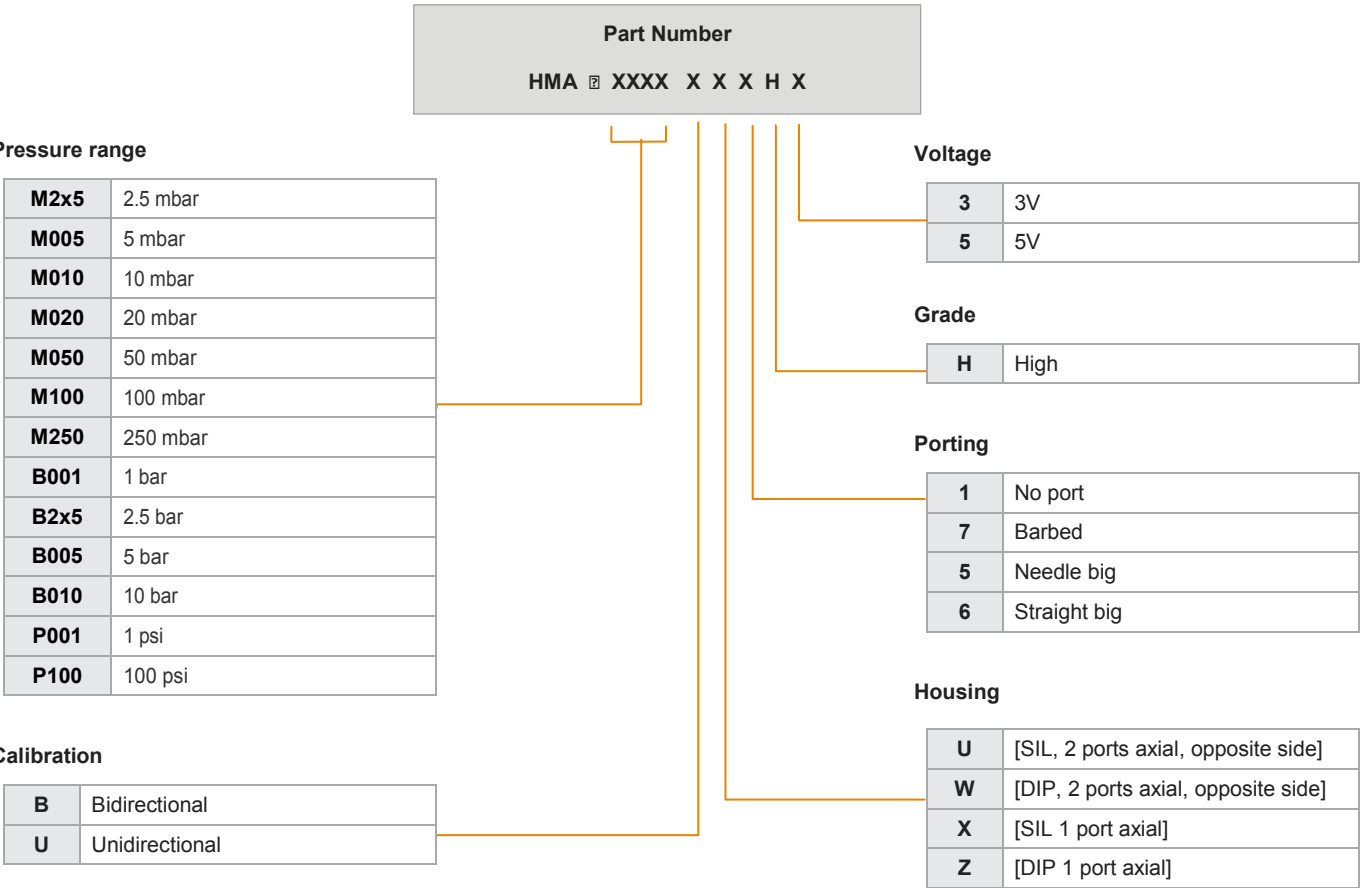 Part Number
HMA � XXXX X X X H X
Pressure range
M2x5 2.5 mbar
M005 5 mbar
M010 10 mbar
M020 20 mbar
M050 50 mbar
M100 100 mbar
M250 250 mbar
B001 1 bar
B2x5 2.5 bar
B005 5 bar
B010 10 bar
P001 1 psi
P100 100 psi
Calibration
B Bidirectional
U Unidirectional
Voltage
3 3V
5 5V
Grade
H High
Porting
1 No port
7 Barbed
5 Needle big
6 Straight big
Housing
U [SIL, 2 ports axial, opposite side]
W [DIP, 2 ports axial, opposite side]
X [SIL 1 port axial]
Z [DIP 1 port axial]